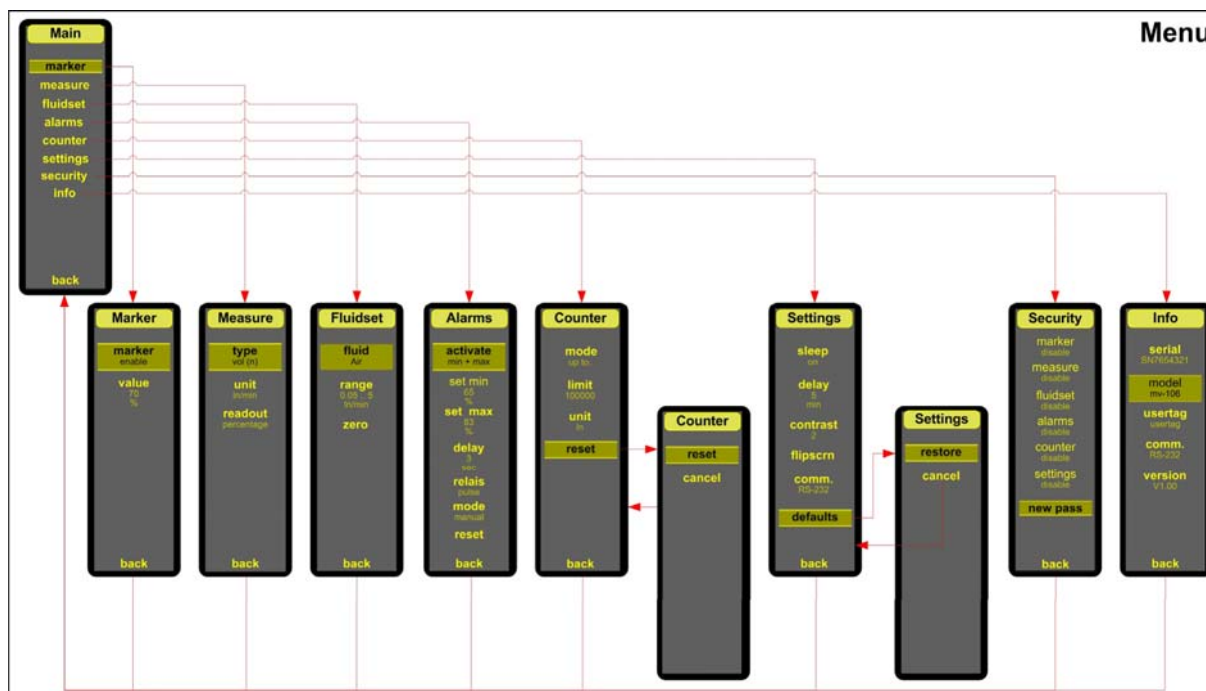 Menu
Main
marker
measure
fluidset
alarms
counter
settings
security
info
back
Marker
marker
enable
value
70
%
back
Measure
type
vol (n)
unit
ln/min
readout
percentage
back
Fluidset
fluid
Air
range
0.05 .. 5
ln/min
zero
back
Alarms
activate
min + max
set min
65
%
set max
83
%
delay
3
sec
relais
pulse
mode
manual
reset
back
Counter
mode
up to
limit
100000
unit
ln
reset
back
Counter
reset
cancel
Settings
sleep
on
delay
5
min
contrast
2
flipscrn
comm.
RS-232
defaults
back
Settings
restore
cancel
Security
marker
disable
measure
disable
fluidset
disable
alarms
disable
counter
disable
settings
disable
new pass
back
Info
serial
SN7654321
model
mv-106
usertag
usertag
comm.
RS-232
version
V1.00
back